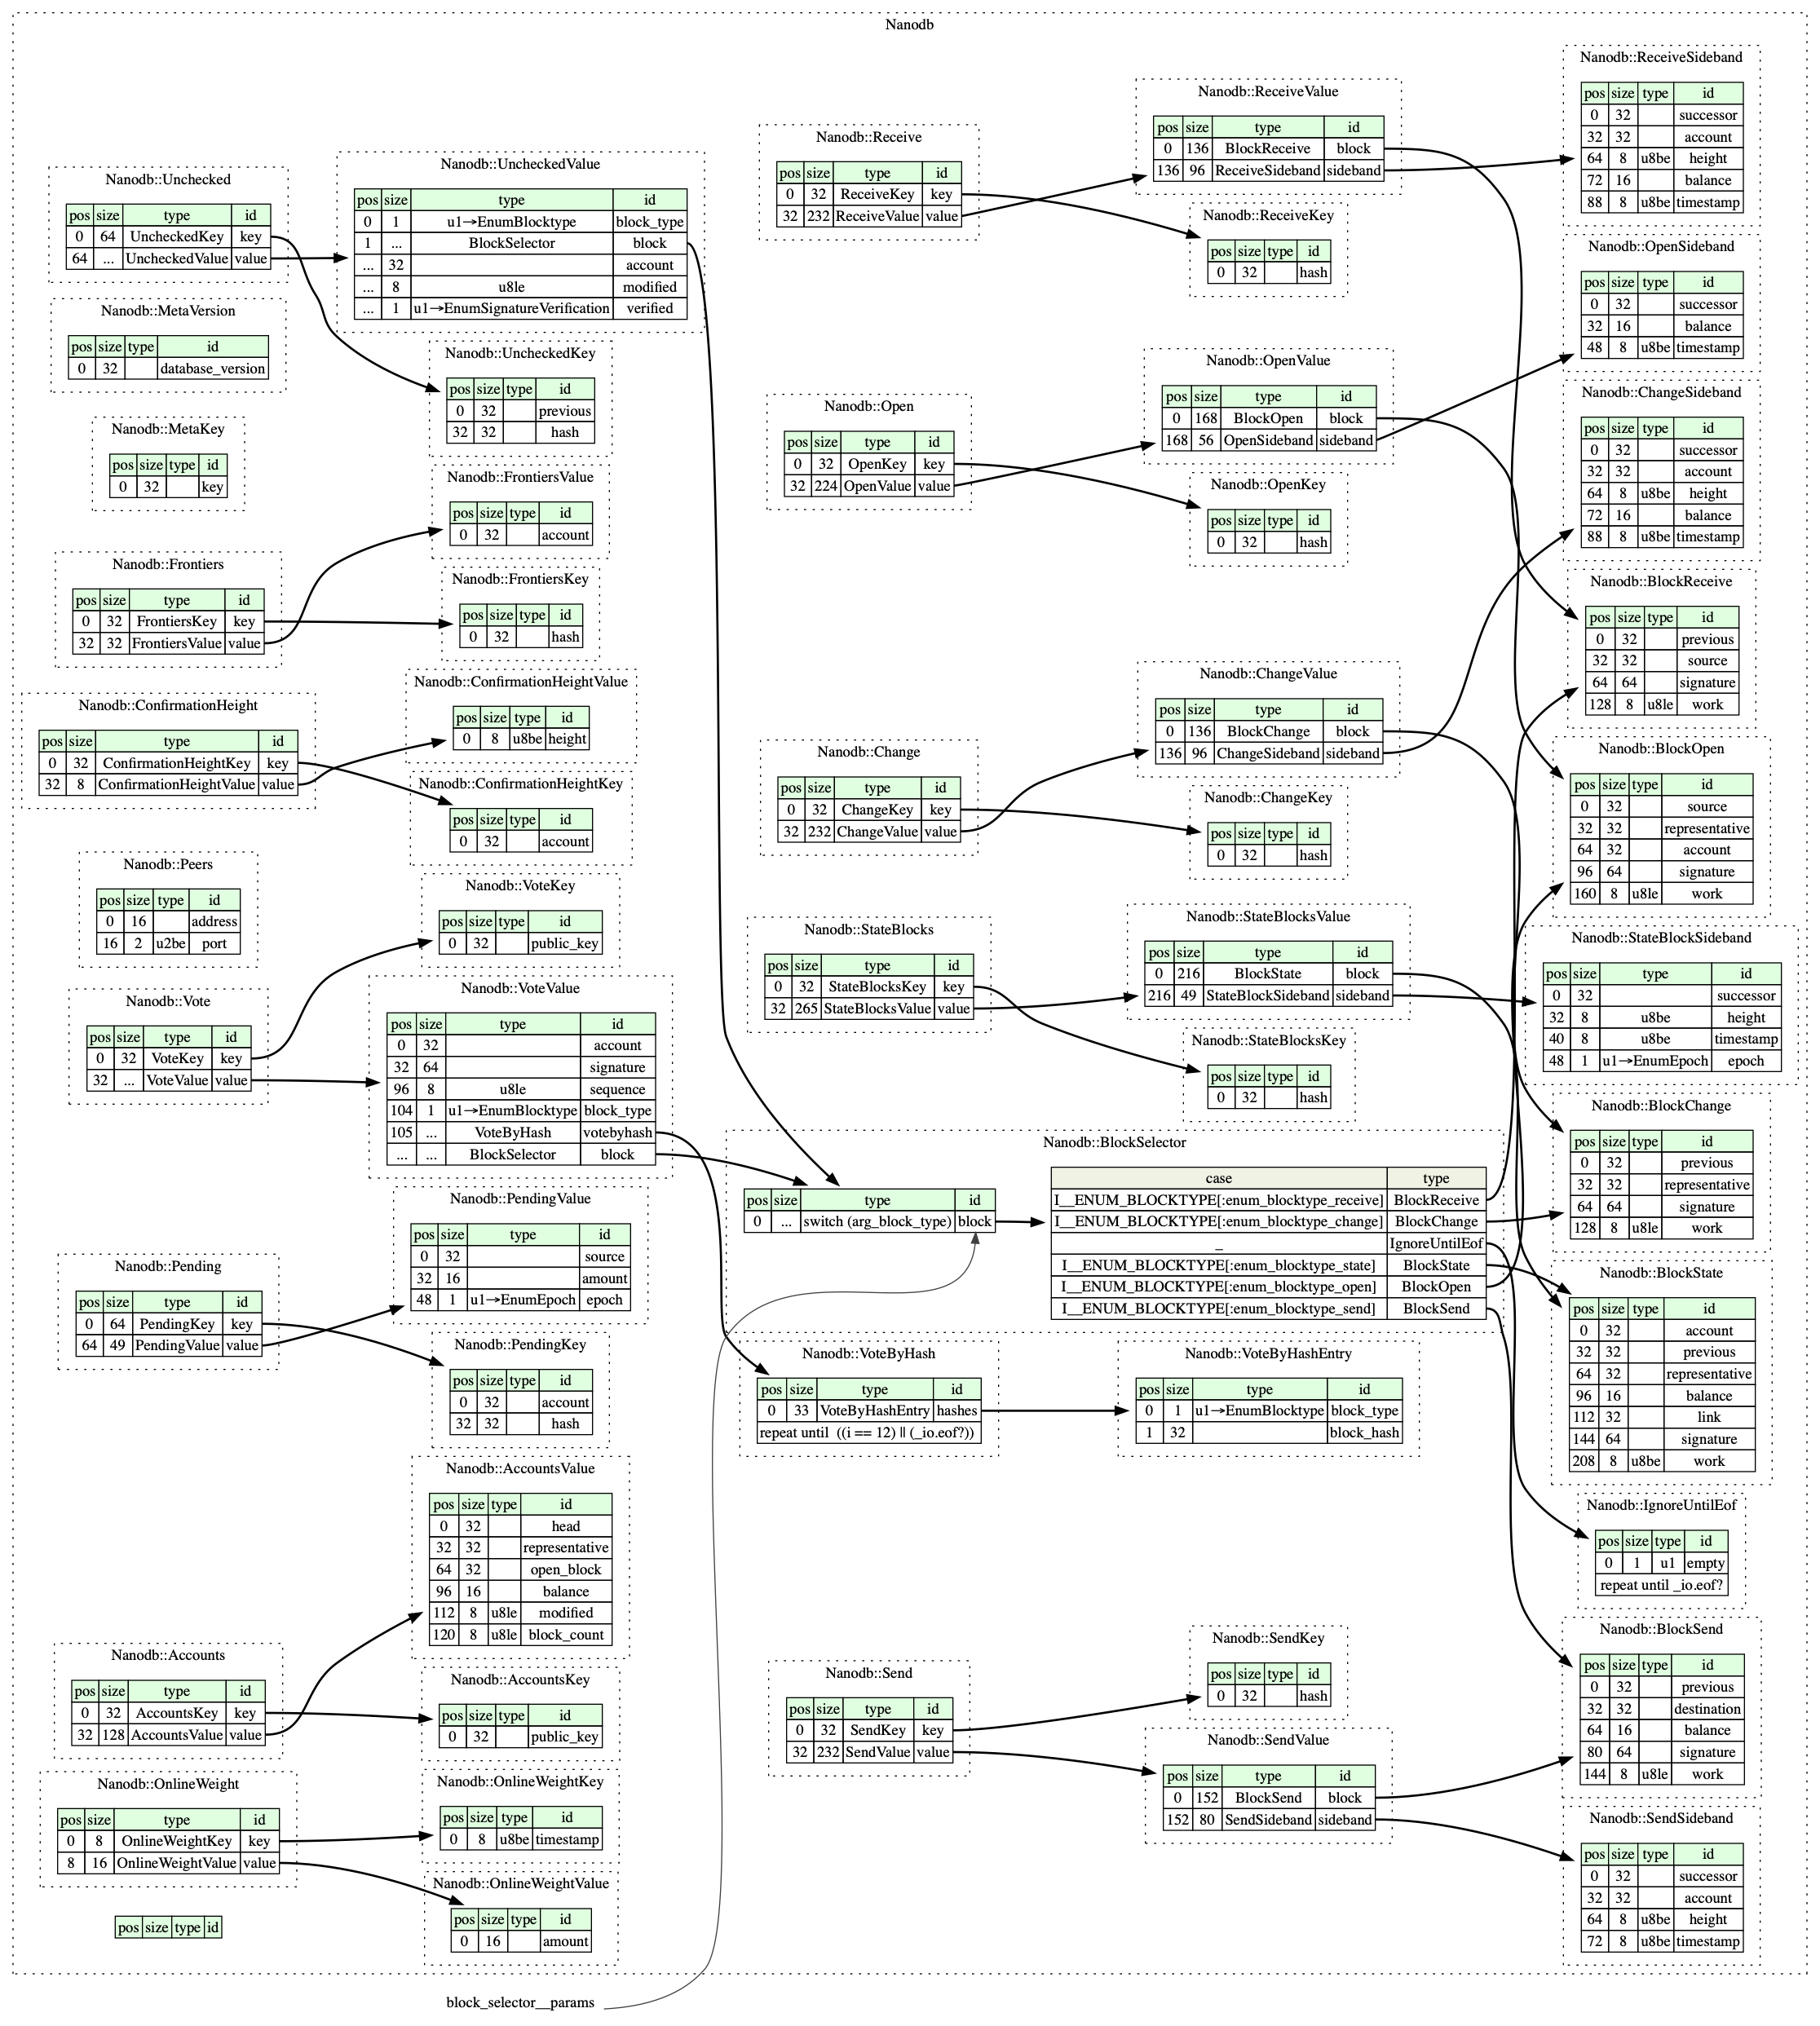 Nanodb
Nanodb::Unchecked
pos size type id
0 64 UncheckedKey key
64 ... UncheckedValue value
Nanodb::MetaVersion
pos size type id
0 32 database_version
Nanodb::MetaKey
pos size type id
0 32 key
Nanodb::Frontiers
pos size type id
0 32 FrontiersKey key
32 32 FrontiersValue value
Nanodb::ConfirmationHeight
pos size type id
0 32 ConfirmationHeightKey key
32 8 ConfirmationHeightValue value
Nanodb::Peers
pos size type id
0 16 address
16 2 u2be port
Nanodb::Vote
pos size type id
0 32 VoteKey key
32 ... VoteValue value
Nanodb::Pending
pos size type id
0 64 PendingKey key
64 49 PendingValue value
Nanodb::Accounts
pos size type id
0 32 AccountsKey key
32 128 AccountsValue value
Nanodb::OnlineWeight
pos size type id
0 8 OnlineWeightKey key
8 16 OnlineWeightValue value
pos size type id
Nanodb::UncheckedValue
pos size type id
0 1 u1→EnumBlocktype block_type
1 ... BlockSelector block
... 32 account
... 8 u8le modified
... 1 u1→EnumSignatureVerification verified
Nanodb::UncheckedKey
pos size type id
0 32 previous
32 32 hash
Nanodb::FrontiersValue
pos size type id
0 32 account
Nanodb::FrontiersKey
pos size type id
0 32 hash
Nanodb::ConfirmationHeightValue
pos size type id
0 8 u8be height
Nanodb::ConfirmationHeightKey
pos size type id
0 32 account
Nanodb::VoteKey
pos size type id
0 32 public_key
Nanodb::VoteValue
pos size type id
0 32 account
32 64 signature
96 8 u8le sequence
104 1 u1→EnumBlocktype block_type
105 ... VoteByHash votebyhash
... ... BlockSelector block
Nanodb::PendingValue
pos size type id
0 32 source
32 16 amount
48 1 u1→EnumEpoch epoch
Nanodb::PendingKey
pos size type id
0 32 account
32 32 hash
Nanodb::AccountsValue
pos size type id
0 32 head
32 32 representative
64 32 open_block
96 16 balance
112 8 u8le modified
120 8 u8le block_count
Nanodb::AccountsKey
pos size type id
0 32 public_key
Nanodb::OnlineWeightKey
pos size type id
0 8 u8be timestamp
Nanodb::OnlineWeightValue
pos size type id
0 16 amount
Nanodb::Receive
pos size type id
0 32 ReceiveKey key
32 232 ReceiveValue value
Nanodb::Open
pos size type id
0 32 OpenKey key
32 224 OpenValue value
Nanodb::Change
pos size type id
0 32 ChangeKey key
32 232 ChangeValue value
Nanodb::StateBlocks
pos size type id
0 32 StateBlocksKey key
32 265 StateBlocksValue value
Nanodb::ReceiveValue
pos size type id
0 136 BlockReceive block
136 96 ReceiveSideband sideband
Nanodb::ReceiveKey
pos size type id
0 32 hash
Nanodb::OpenValue
pos size type id
0 168 BlockOpen block
168 56 OpenSideband sideband
Nanodb::OpenKey
pos size type id
0 32 hash
Nanodb::ChangeValue
pos size type id
0 136 BlockChange block
136 96 ChangeSideband sideband
Nanodb::ChangeKey
pos size type id
0 32 hash
Nanodb::StateBlocksValue
pos size type id
0 216 BlockState block
216 49 StateBlockSideband sideband
Nanodb::StateBlocksKey
pos size type id
0 32 hash
Nanodb::BlockSelector
pos size type id
0 ... switch (arg_block_type) block
case type
I__ENUM_BLOCKTYPE[:enum_blocktype_receive] BlockReceive
I__ENUM_BLOCKTYPE[:enum_blocktype_change] BlockChange
_ IgnoreUntilEof
I__ENUM_BLOCKTYPE[:enum_blocktype_state] BlockState
I__ENUM_BLOCKTYPE[:enum_blocktype_open] BlockOpen
I__ENUM_BLOCKTYPE[:enum_blocktype_send] BlockSend
Nanodb::VoteByHash
pos size type id
0 33 VoteByHashEntry hashes
repeat until ((i == 12) || (_io.eof?))
Nanodb::VoteByHashEntry
pos size type id
0 1 u1→EnumBlocktype block_type
1 32 block_hash
Nanodb::Send
pos size type id
0 32 SendKey key
32 232 SendValue value
Nanodb::SendKey
pos size type id
0 32 hash
Nanodb::SendValue
pos size type id
0 152 BlockSend block
152 80 SendSideband sideband
Nanodb::ReceiveSideband
pos size type id
0 32 successor
32 32 account
64 8 u8be height
72 16 balance
88 8 u8be timestamp
Nanodb::OpenSideband
pos size type id
0 32 successor
32 16 balance
48 8 u8be timestamp
Nanodb::ChangeSideband
pos size type id
0 32 successor
32 32 account
64 8 u8be height
72 16 balance
88 8 u8be timestamp
Nanodb::BlockReceive
pos size type id
0 32 previous
32 32 source
64 64 signature
128 8 u8le work
Nanodb::BlockOpen
pos size type id
0 32 source
32 32 representative
64 32 account
96 64 signature
160 8 u8le work
Nanodb::StateBlockSideband
pos size type id
0 32 successor
32 8 u8be height
40 8 u8be timestamp
48 1 u1→EnumEpoch epoch
Nanodb::BlockChange
pos size type id
0 32 previous
32 32 representative
64 64 signature
128 8 u8le work
Nanodb::BlockState
pos size type id
0 32 account
32 32 previous
64 32 representative
96 16 balance
112 32 link
144 64 signature
208 8 u8be work
Nanodb::IgnoreUntilEof
pos size type id
0 1 u1 empty
repeat until _io.eof?
Nanodb::BlockSend
pos size type id
0 32 previous
32 32 destination
64 16 balance
80 64 signature
144 8 u8le work
Nanodb::SendSideband
pos size type id
0 32 successor
32 32 account
64 8 u8be height
72 8 u8be timestamp
block_selector__params